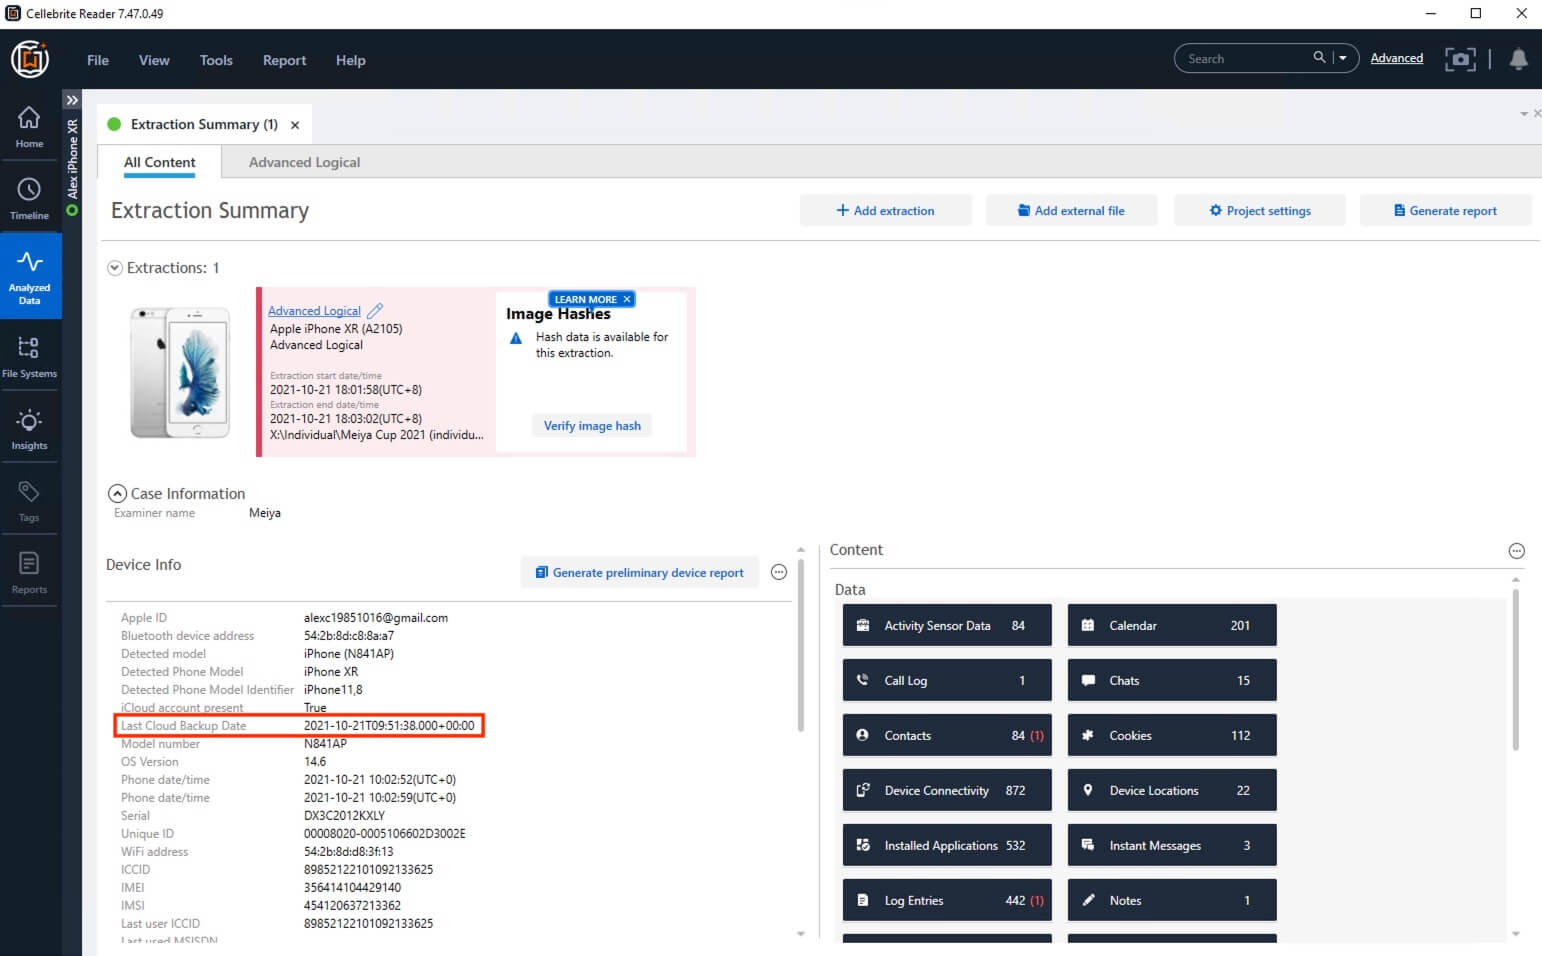 Cellebrite Reader 7.47.0.49
File View Tools Report Help
Search
Advanced
Home
Timeline
Analyzed
Data
File Systems
Insights
Tags
Reports
Alex iPhone XR
Extraction Summary (1)
All Content
Advanced Logical
Extraction Summary
Add extraction
Add external file
Project settings
Generate report
Extractions: 1
Advanced Logical
Apple iPhone XR (A2105)
Advanced Logical
Extraction start date/time
2021-10-21 18:01:58(UTC+8)
Extraction end date/time
2021-10-21 18:03:02(UTC+8)
X:\Individual\Meiya Cup 2021 (individu...
LEARN MORE
Image Hashes
Hash data is available for
this extraction.
Verify image hash
Case Information
Examiner name Meiya
Device Info
Generate preliminary device report
Apple ID alexc19851016@gmail.com
Bluetooth device address 54:2b:8d:c8:8a:a7
Detected model iPhone (N841AP)
Detected Phone Model iPhone XR
Detected Phone Model Identifier iPhone11,8
iCloud account present True
Last Cloud Backup Date 2021-10-21T09:51:38.000+00:00
Model number N841AP
OS Version 14.6
Phone date/time 2021-10-21 10:02:52(UTC+0)
Phone date/time 2021-10-21 10:02:59(UTC+0)
Serial DX3C2012KXLY
Unique ID 00008020-0005106602D3002E
WiFi address 54:2b:8d:d8:3f:13
ICCID 89852122101092133625
IMEI 356414104429140
IMSI 454120637213362
Last user ICCID 89852122101092133625
Last used MSISDN
Content
Data
Activity Sensor Data 84
Calendar 201
Call Log 1
Chats 15
Contacts 84 (1)
Cookies 112
Device Connectivity 872
Device Locations 22
Installed Applications 532
Instant Messages 3
Log Entries 442 (1)
Notes 1